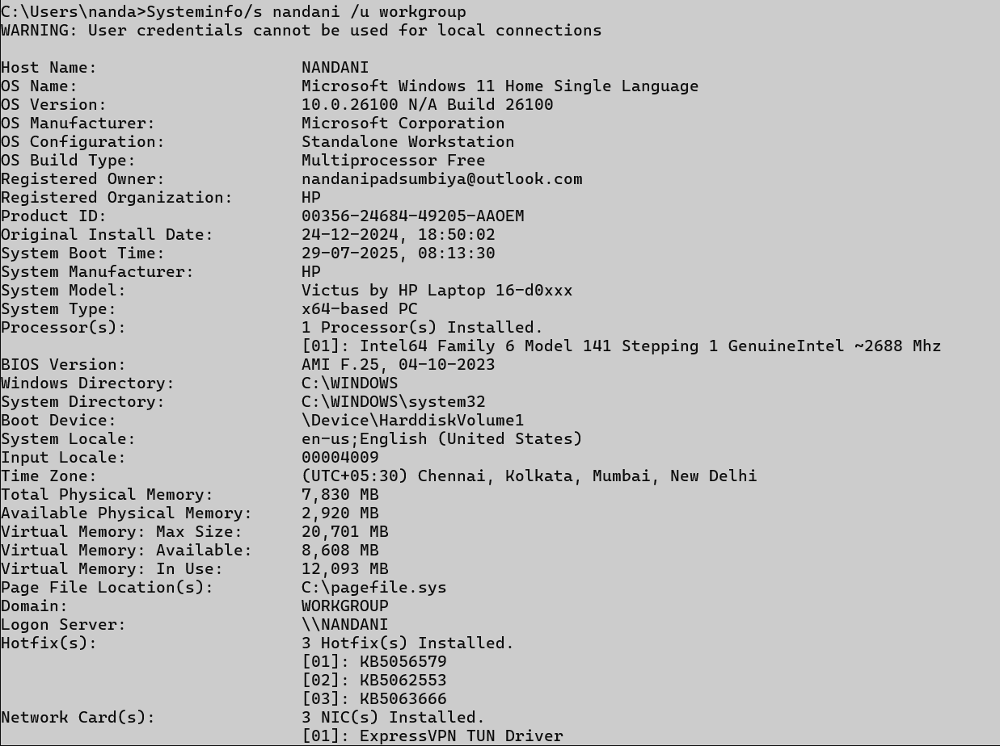 C:\Users\nanda>Systeminfo/s nandani /u workgroup
WARNING: User credentials cannot be used for local connections
Host Name: NANDANI
OS Name: Microsoft Windows 11 Home Single Language
OS Version: 10.0.26100 N/A Build 26100
OS Manufacturer: Microsoft Corporation
OS Configuration: Standalone Workstation
OS Build Type: Multiprocessor Free
Registered Owner: nandanipadsumbiya@outlook.com
Registered Organization: HP
Product ID: 00356-24684-49205-AAOEM
Original Install Date: 24-12-2024, 18:50:02
System Boot Time: 29-07-2025, 08:13:30
System Manufacturer: HP
System Model: Victus by HP Laptop 16-d0xxx
System Type: x64-based PC
Processor(s): 1 Processor(s) Installed.
[01]: Intel64 Family 6 Model 141 Stepping 1 GenuineIntel ~2688 Mhz
BIOS Version: AMI F.25, 04-10-2023
Windows Directory: C:\WINDOWS
System Directory: C:\WINDOWS\system32
Boot Device: \Device\HarddiskVolume1
System Locale: en-us;English (United States)
Input Locale: 00004009
Time Zone: (UTC+05:30) Chennai, Kolkata, Mumbai, New Delhi
Total Physical Memory: 7,830 MB
Available Physical Memory: 2,920 MB
Virtual Memory: Max Size: 20,701 MB
Virtual Memory: Available: 8,608 MB
Virtual Memory: In Use: 12,093 MB
Page File Location(s): C:\pagefile.sys
Domain: WORKGROUP
Logon Server: \\NANDANI
Hotfix(s): 3 Hotfix(s) Installed.
[01]: KB5056579
[02]: KB5062553
[03]: KB5063666
Network Card(s): 3 NIC(s) Installed.
[01]: ExpressVPN TUN Driver